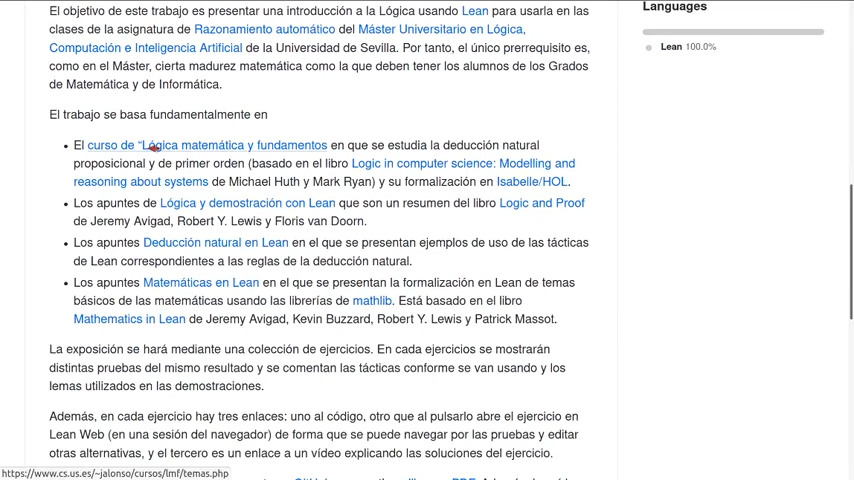 El objetivo de este trabajo es presentar una introducción a la Lógica usando Lean para usarla en las
clases de la asignatura de Razonamiento automático del Máster Universitario en Lógica,
Computación e Inteligencia Artificial de la Universidad de Sevilla. Por tanto, el único prerrequisito es,
como en el Máster, cierta madurez matemática como la que deben tener los alumnos de los Grados
de Matemática y de Informática.
El trabajo se basa fundamentalmente en
• El curso de “Lógica matemática y fundamentos en que se estudia la deducción natural
proposicional y de primer orden (basado en el libro Logic in computer science: Modelling and
reasoning about systems de Michael Huth y Mark Ryan) y su formalización en Isabelle/HOL.
• Los apuntes de Lógica y demostración con Lean que son un resumen del libro Logic and Proof
de Jeremy Avigad, Robert Y. Lewis y Floris van Doorn.
• Los apuntes Deducción natural en Lean en el que se presentan ejemplos de uso de las tácticas
de Lean correspondientes a las reglas de la deducción natural.
• Los apuntes Matemáticas en Lean en el que se presentan la formalización en Lean de temas
básicos de las matemáticas usando las librerías de mathlib. Está basado en el libro
Mathematics in Lean de Jeremy Avigad, Kevin Buzzard, Robert Y. Lewis y Patrick Massot.
La exposición se hará mediante una colección de ejercicios. En cada ejercicios se mostrarán
distintas pruebas del mismo resultado y se comentan las tácticas conforme se van usando y los
lemas utilizados en las demostraciones.
Además, en cada ejercicio hay tres enlaces: uno al código, otro que al pulsarlo abre el ejercicio en
Lean Web (en una sesión del navegador) de forma que se puede navegar por las pruebas y editar
otras alternativas, y el tercero es un enlace a un vídeo explicando las soluciones del ejercicio.
https://www.cs.us.es/~jalonso/cursos/lmf/temas.php
Languages
Lean 100.0%